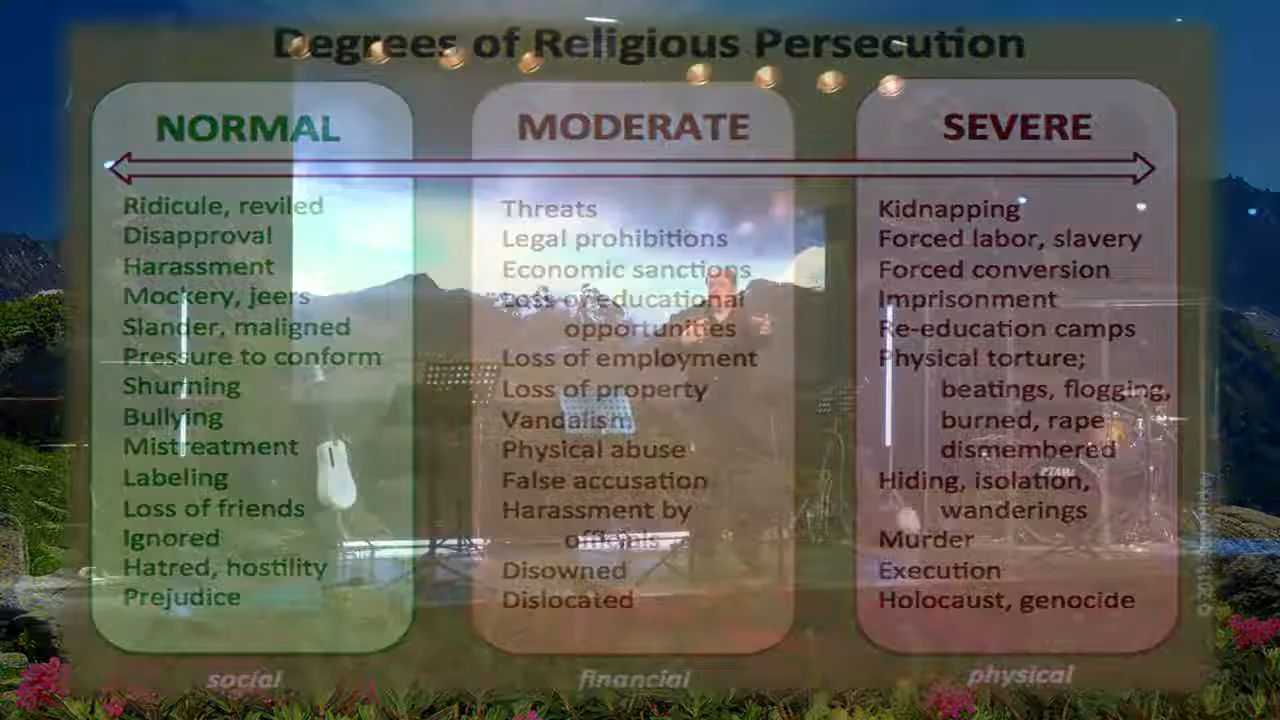 Degrees of Religious Persecution
NORMAL
Ridicule, reviled
Disapproval
Harassment
Mockery, jeers
Slander, maligned
Pressure to conform
Shunning
Bullying
Mistreatment
Labeling
Loss of friends
Ignored
Hatred, hostility
Prejudice
social
MODERATE
Threats
Legal prohibitions
Economic sanctions
Loss of educational
opportunities
Loss of employment
Loss of property
Vandalism
Physical abuse
False accusation
Harassment by
officials
Disowned
Dislocated
financial
SEVERE
Kidnapping
Forced labor, slavery
Forced conversion
Imprisonment
Re-education camps
Physical torture;
beatings, flogging,
burned, rape
dismembered
Hiding, isolation,
wanderings
Murder
Execution
Holocaust, genocide
physical
TAMA